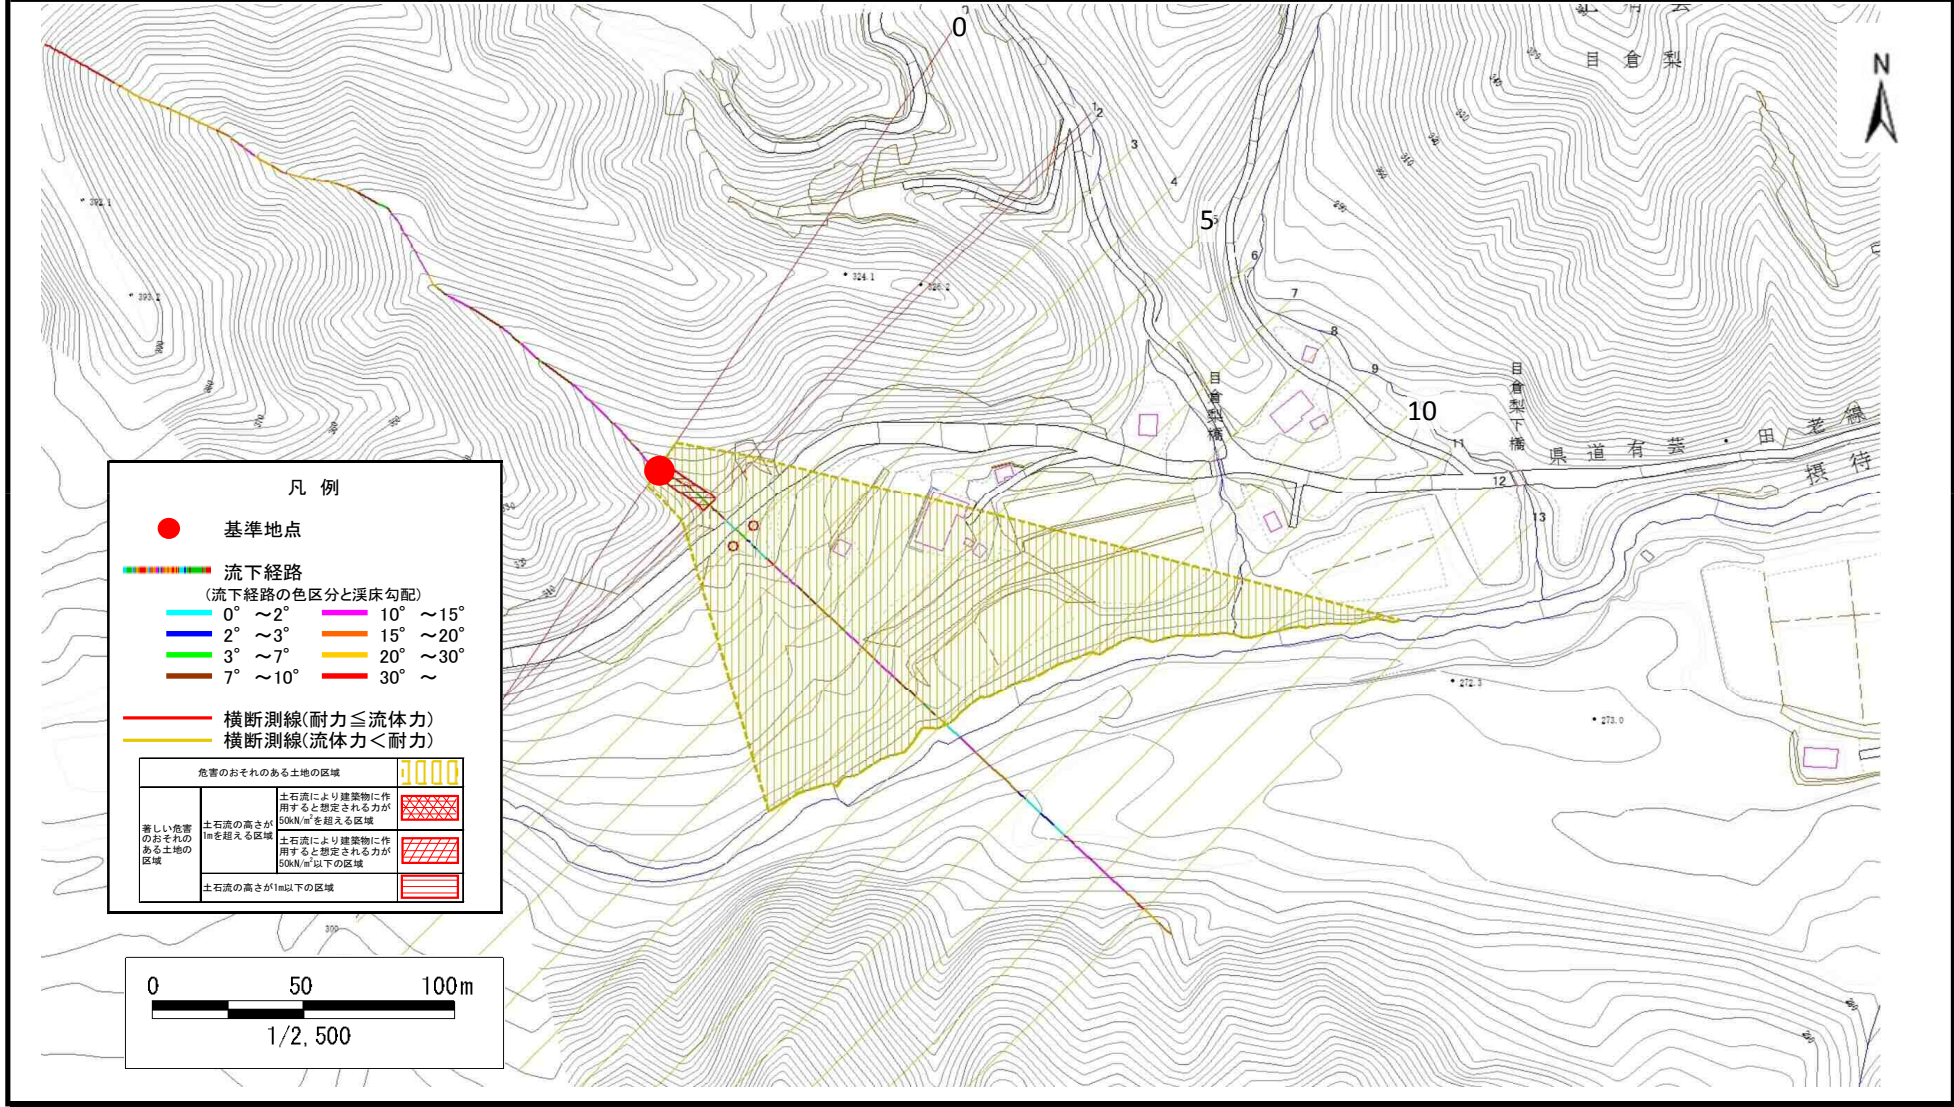 0
1
2
3
4
5
6
7
8
9
10
11
12
13
目倉梨
N
392.1
393.2
324.1
326.2
272.3
273.0
300
目倉梨橋
目倉梨下橋
県道有芸・田老線
摂待
凡 例
基準地点
流下経路
(流下経路の色区分と渓床勾配)
0° ～2° 10° ～15°
2° ～3° 15° ～20°
3° ～7° 20° ～30°
7° ～10° 30° ～
横断測線(耐力≦流体力)
横断測線(流体力＜耐力)
危害のおそれのある土地の区域
著しい危害
のおそれの
ある土地の
区域
土石流の高さが
1mを超える区域
土石流により建築物に作
用すると想定される力が
50kN/m²を超える区域
土石流により建築物に作
用すると想定される力が
50kN/m²以下の区域
土石流の高さが1m以下の区域
0 50 100m
1/2,500